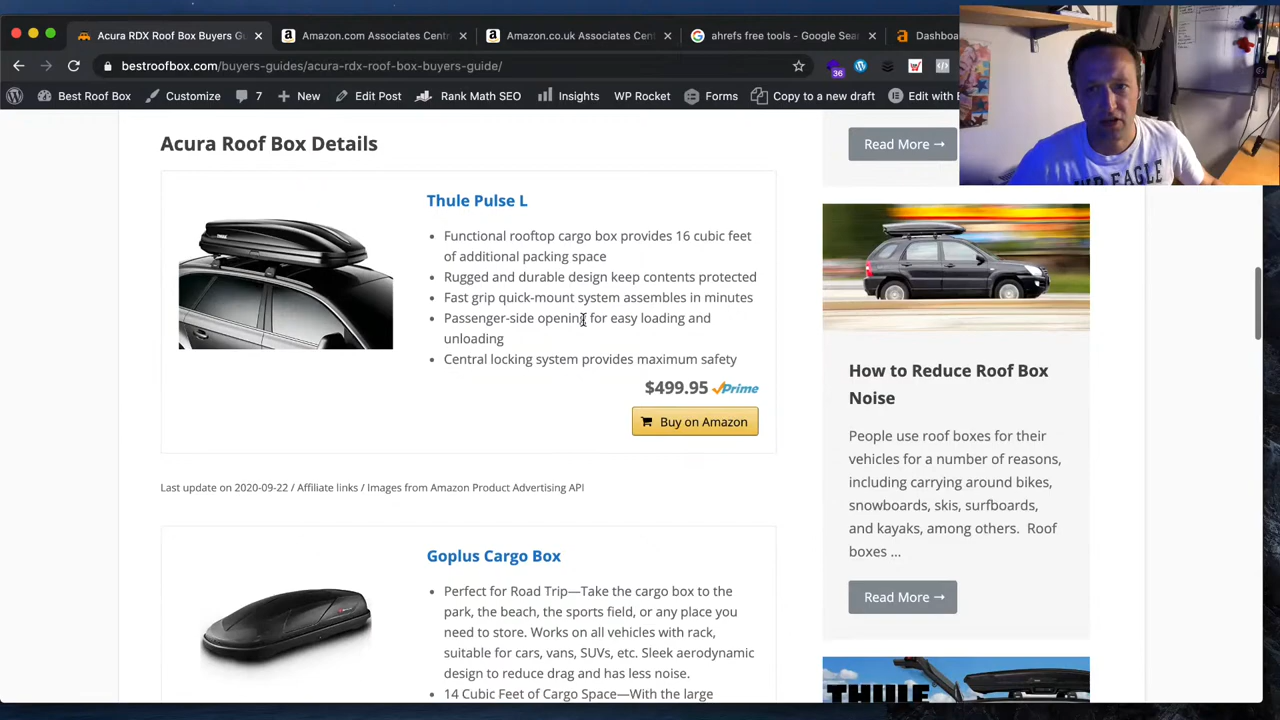 Acura RDX Roof Box Buyers Gu
Amazon.com Associates Centr
Amazon.co.uk Associates Cen
ahrefs free tools - Google Sea
Dashboa
bestroofbox.com/buyers-guides/acura-rdx-roof-box-buyers-guide/
36
Best Roof Box
Customize
7
New
Edit Post
Rank Math SEO
Insights
WP Rocket
Forms
Copy to a new draft
Edit with E
Acura Roof Box Details
Thule Pulse L
Functional rooftop cargo box provides 16 cubic feet
of additional packing space
Rugged and durable design keep contents protected
Fast grip quick-mount system assembles in minutes
Passenger-side opening for easy loading and
unloading
Central locking system provides maximum safety
$499.95 Prime
Buy on Amazon
Last update on 2020-09-22 / Affiliate links / Images from Amazon Product Advertising API
Goplus Cargo Box
Perfect for Road Trip—Take the cargo box to the
park, the beach, the sports field, or any place you
need to store. Works on all vehicles with rack,
suitable for cars, vans, SUVs, etc. Sleek aerodynamic
design to reduce drag and has less noise.
14 Cubic Feet of Cargo Space—With the large
Read More →
How to Reduce Roof Box
Noise
People use roof boxes for their
vehicles for a number of reasons,
including carrying around bikes,
snowboards, skis, surfboards,
and kayaks, among others. Roof
boxes ...
Read More →
THULE
EAGLE